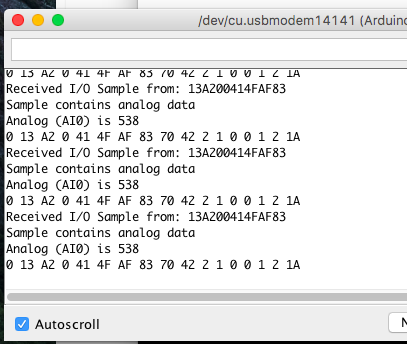 /dev/cu.usbmodem14141 (Arduino
0 13 A2 0 41 4F AF 83 70 42 2 1 0 0 1 2 1A
Received I/O Sample from: 13A200414FAF83
Sample contains analog data
Analog (AI0) is 538
0 13 A2 0 41 4F AF 83 70 42 2 1 0 0 1 2 1A
Received I/O Sample from: 13A200414FAF83
Sample contains analog data
Analog (AI0) is 538
0 13 A2 0 41 4F AF 83 70 42 2 1 0 0 1 2 1A
Received I/O Sample from: 13A200414FAF83
Sample contains analog data
Analog (AI0) is 538
0 13 A2 0 41 4F AF 83 70 42 2 1 0 0 1 2 1A
Autoscroll